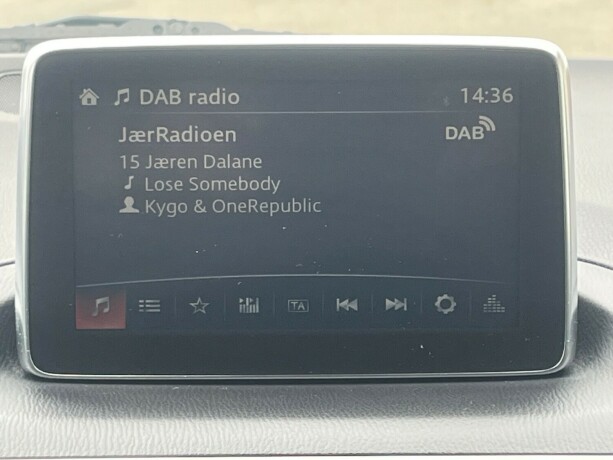 DAB radio 14:36
JærRadioen DAB
15 Jæren Dalane
Lose Somebody
Kygo & OneRepublic
TA